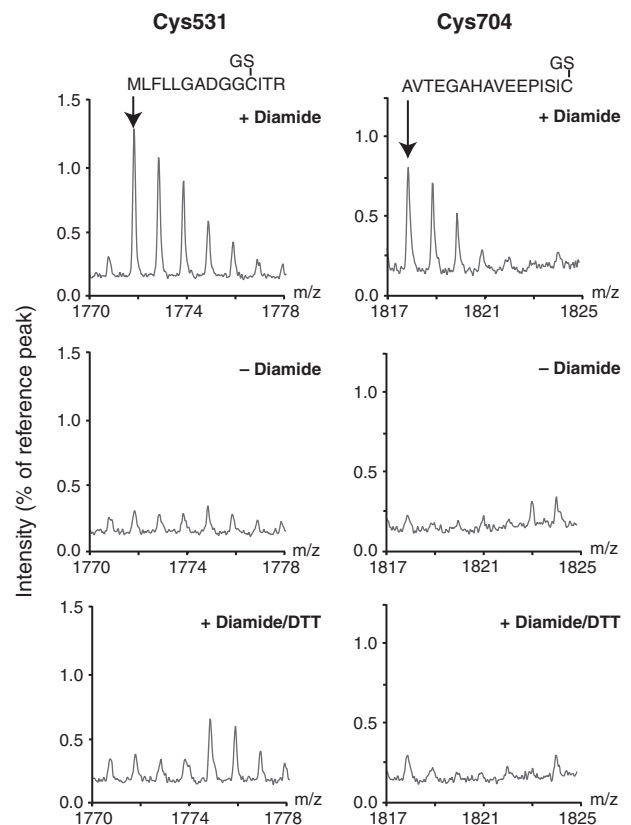 Cys531
Cys704
GS
MLFLLGADGGCITR
GS
AVTEGAHAVEEPISIC
+ Diamide
1.5
1.0
0.5
0.0
1770
1774
1778
m/z
+ Diamide
1.0
0.5
0.0
1817
1821
1825
m/z
Intensity (% of reference peak)
– Diamide
1.5
1.0
0.5
0.0
1770
1774
1778
m/z
– Diamide
1.0
0.5
0.0
1817
1821
1825
m/z
+ Diamide/DTT
1.5
1.0
0.5
0.0
1770
1774
1778
m/z
+ Diamide/DTT
1.0
0.5
0.0
1817
1821
1825
m/z